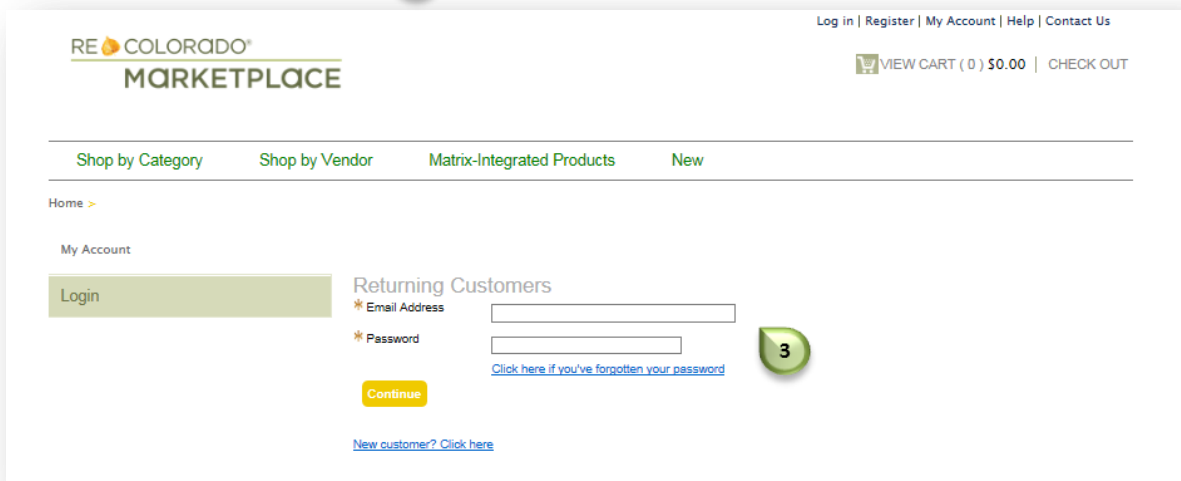 Log in | Register | My Account | Help | Contact Us
RE COLORADO®
MARKETPLACE
VIEW CART ( 0 ) $0.00 | CHECK OUT
Shop by Category Shop by Vendor Matrix-Integrated Products New
Home >
My Account
Login
Returning Customers
* Email Address
* Password
3
Click here if you've forgotten your password
Continue
New customer? Click here